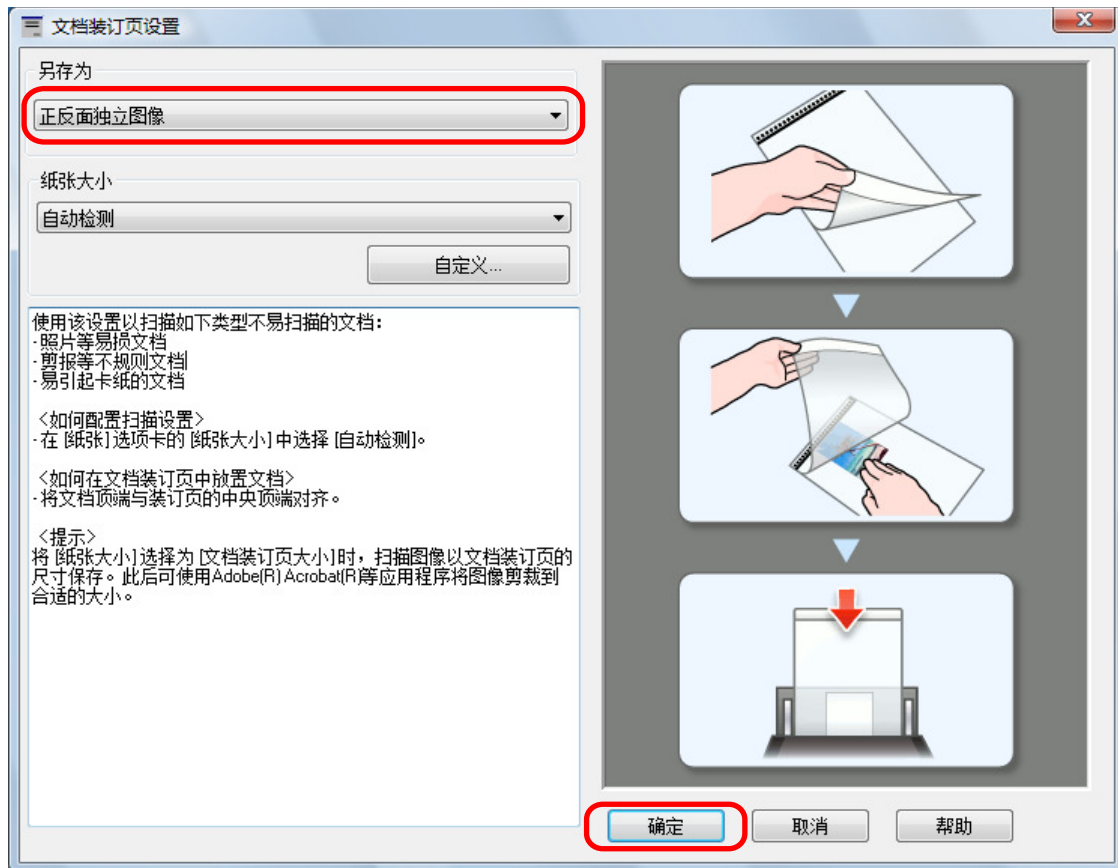 文档装订页设置
另存为
正反面独立图像
纸张大小
自动检测
自定义...
使用该设置以扫描如下类型不易扫描的文档:
·照片等易损文档
·剪报等不规则文档
·易引起卡纸的文档
<如何配置扫描设置>
·在 [纸张] 选项卡的 [纸张大小] 中选择 [自动检测]。
<如何在文档装订页中放置文档>
·将文档顶端与装订页的中央顶端对齐。
<提示>
将 [纸张大小] 选择为 [文档装订页大小] 时，扫描图像以文档装订页的
尺寸保存。此后可使用Adobe(R) Acrobat(R)等应用程序将图像剪裁到
合适的大小。
确定
取消
帮助